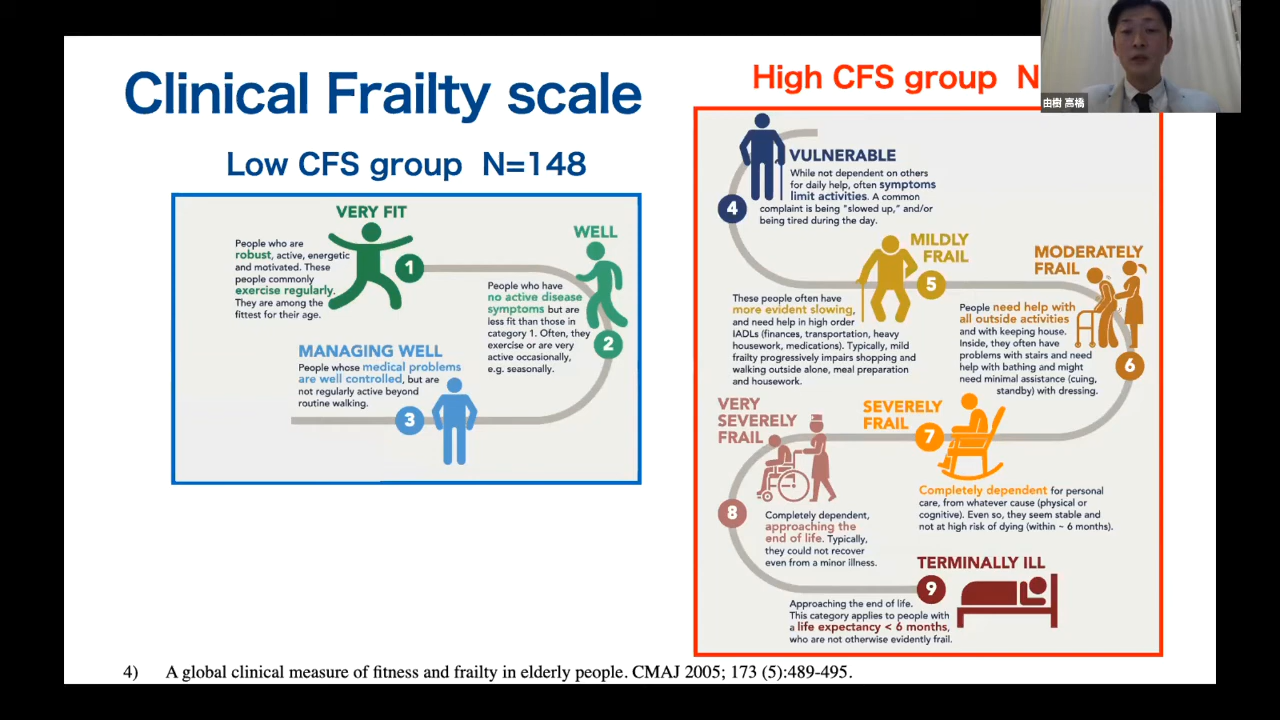 Clinical Frailty scale
Low CFS group N=148
VERY FIT
People who are
robust, active, energetic
and motivated. These
people commonly
exercise regularly.
They are among the
fittest for their age.
1
WELL
People who have
no active disease
symptoms but are
less fit than those in
category 1. Often, they
exercise or are very
active occasionally,
e.g. seasonally.
2
MANAGING WELL
People whose medical problems
are well controlled, but are
not regularly active beyond
routine walking.
3
High CFS group N
由樹 高橋
VULNERABLE
While not dependent on others
for daily help, often symptoms
limit activities. A common
complaint is being "slowed up," and/or
being tired during the day.
4
MILDLY
FRAIL
5
These people often have
more evident slowing,
and need help in high order
IADLs (finances, transportation, heavy
housework, medications). Typically, mild
frailty progressively impairs shopping and
walking outside alone, meal preparation
and housework.
MODERATELY
FRAIL
People need help with
all outside activities
and with keeping house.
Inside, they often have
problems with stairs and need
help with bathing and might
need minimal assistance (cuing,
standby) with dressing.
6
SEVERELY
FRAIL
7
Completely dependent for personal
care, from whatever cause (physical or
cognitive). Even so, they seem stable and
not at high risk of dying (within ~ 6 months).
VERY
SEVERELY
FRAIL
8
Completely dependent,
approaching the
end of life. Typically,
they could not recover
even from a minor illness.
TERMINALLY ILL
9
Approaching the end of life.
This category applies to people with
a life expectancy < 6 months,
who are not otherwise evidently frail.
4) A global clinical measure of fitness and frailty in elderly people. CMAJ 2005; 173 (5):489-495.